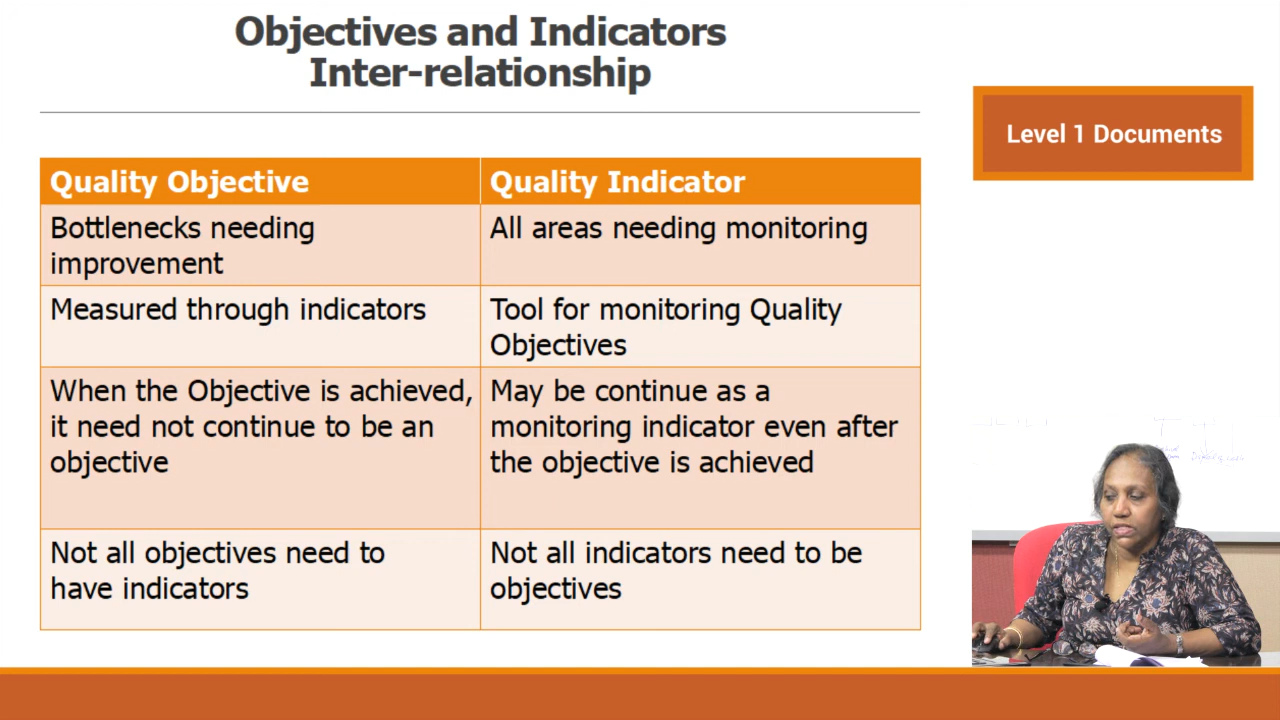 Objectives and Indicators
Inter-relationship
Level 1 Documents
Quality Objective
Quality Indicator
Bottlenecks needing
improvement
All areas needing monitoring
Measured through indicators
Tool for monitoring Quality
Objectives
When the Objective is achieved,
it need not continue to be an
objective
May be continue as a
monitoring indicator even after
the objective is achieved
Not all objectives need to
have indicators
Not all indicators need to be
objectives